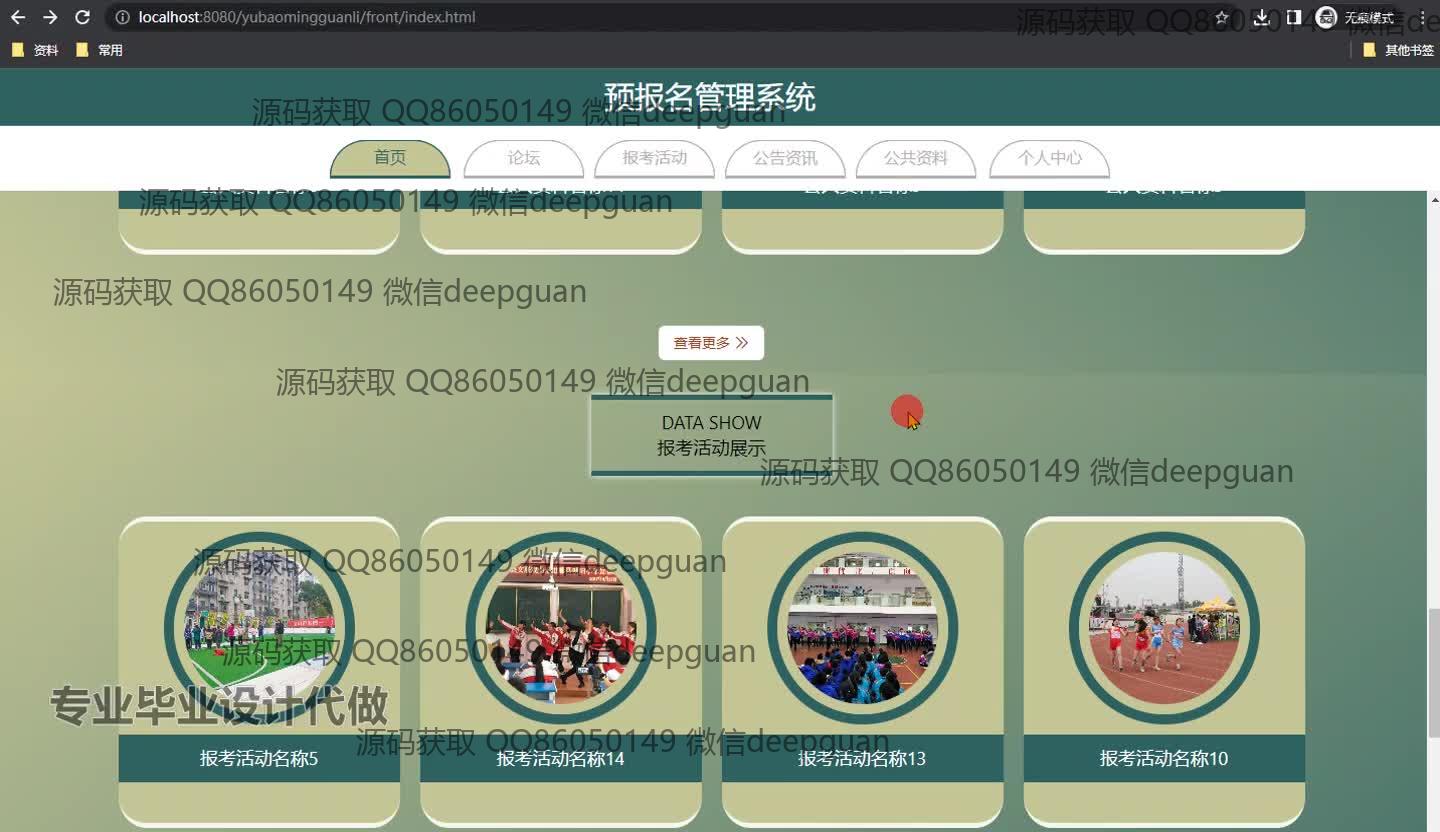 localhost:8080/yubaomingguanli/front/index.html
无痕模式
资料
常用
其他书签
源码获取 QQ86050149 微信de
预报名管理系统
源码获取 QQ86050149 微信deepguan
首页
论坛
报考活动
公告资讯
公共资料
个人中心
源码获取 QQ86050149 微信deepguan
源码获取 QQ86050149 微信deepguan
查看更多
源码获取 QQ86050149 微信deepguan
DATA SHOW
报考活动展示
源码获取 QQ86050149 微信deepguan
源码获取 QQ86050149 微信deepguan
源码获取 QQ86050149 微信deepguan
专业毕业设计代做
源码获取 QQ86050149 微信deepguan
报考活动名称5
报考活动名称14
报考活动名称13
报考活动名称10